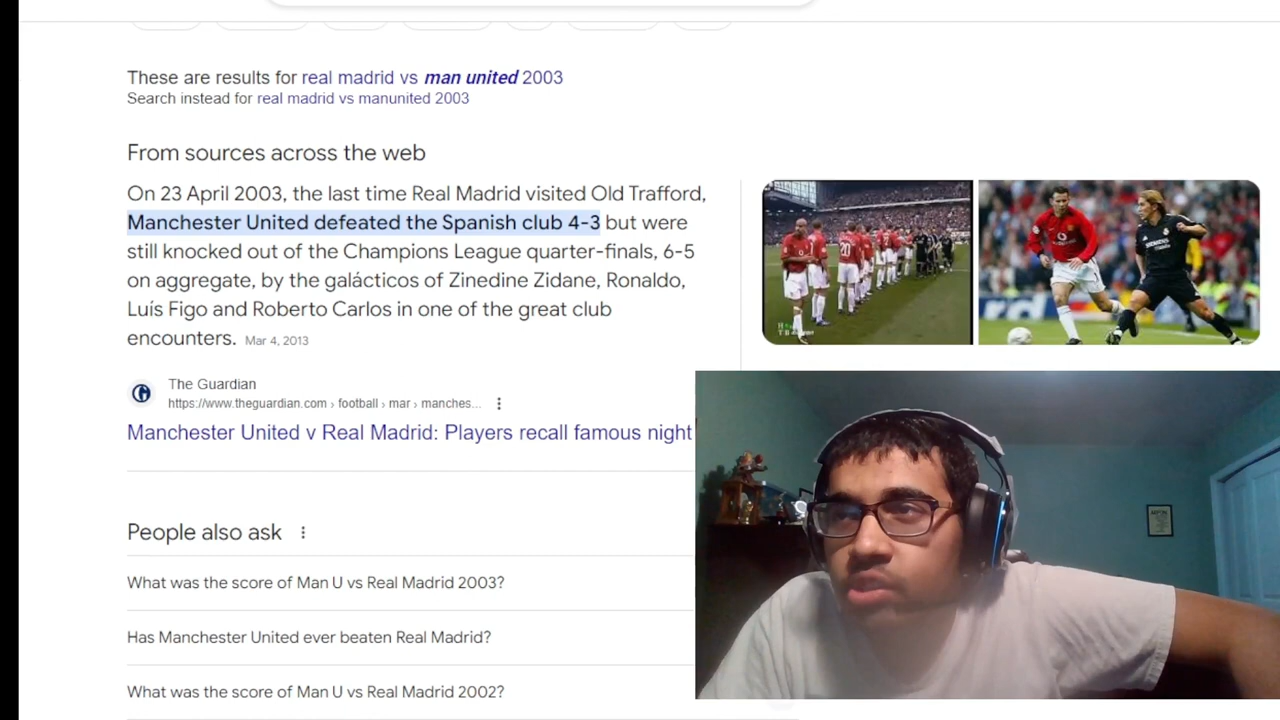 These are results for real madrid vs man united 2003
Search instead for real madrid vs manunited 2003
From sources across the web
On 23 April 2003, the last time Real Madrid visited Old Trafford,
Manchester United defeated the Spanish club 4-3 but were
still knocked out of the Champions League quarter-finals, 6-5
on aggregate, by the galácticos of Zinedine Zidane, Ronaldo,
Luís Figo and Roberto Carlos in one of the great club
encounters. Mar 4, 2013
The Guardian
https://www.theguardian.com › football › mar › manches...
Manchester United v Real Madrid: Players recall famous night
People also ask
What was the score of Man U vs Real Madrid 2003?
Has Manchester United ever beaten Real Madrid?
What was the score of Man U vs Real Madrid 2002?
20